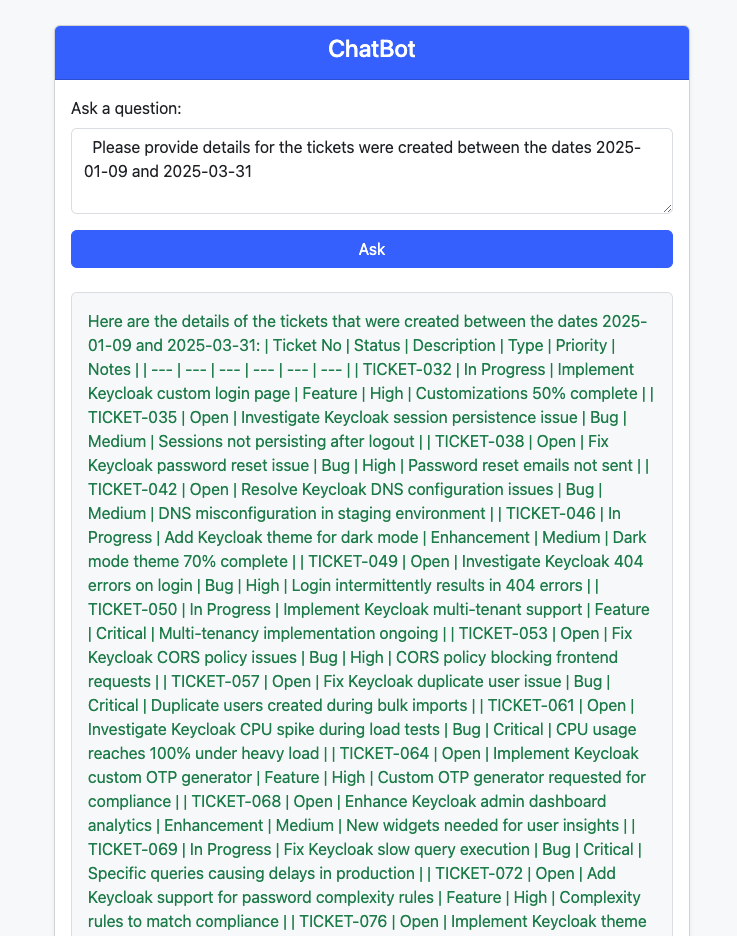 ChatBot
Ask a question:
Please provide details for the tickets were created between the dates 2025-
01-09 and 2025-03-31
Ask
Here are the details of the tickets that were created between the dates 2025-
01-09 and 2025-03-31: | Ticket No | Status | Description | Type | Priority |
Notes | | --- | --- | --- | --- | --- | --- | | TICKET-032 | In Progress | Implement
Keycloak custom login page | Feature | High | Customizations 50% complete | |
TICKET-035 | Open | Investigate Keycloak session persistence issue | Bug |
Medium | Sessions not persisting after logout | | TICKET-038 | Open | Fix
Keycloak password reset issue | Bug | High | Password reset emails not sent | |
TICKET-042 | Open | Resolve Keycloak DNS configuration issues | Bug |
Medium | DNS misconfiguration in staging environment | | TICKET-046 | In
Progress | Add Keycloak theme for dark mode | Enhancement | Medium | Dark
mode theme 70% complete | | TICKET-049 | Open | Investigate Keycloak 404
errors on login | Bug | High | Login intermittently results in 404 errors | |
TICKET-050 | In Progress | Implement Keycloak multi-tenant support | Feature
| Critical | Multi-tenancy implementation ongoing | | TICKET-053 | Open | Fix
Keycloak CORS policy issues | Bug | High | CORS policy blocking frontend
requests | | TICKET-057 | Open | Fix Keycloak duplicate user issue | Bug |
Critical | Duplicate users created during bulk imports | | TICKET-061 | Open |
Investigate Keycloak CPU spike during load tests | Bug | Critical | CPU usage
reaches 100% under heavy load | | TICKET-064 | Open | Implement Keycloak
custom OTP generator | Feature | High | Custom OTP generator requested for
compliance | | TICKET-068 | Open | Enhance Keycloak admin dashboard
analytics | Enhancement | Medium | New widgets needed for user insights | |
TICKET-069 | In Progress | Fix Keycloak slow query execution | Bug | Critical |
Specific queries causing delays in production | | TICKET-072 | Open | Add
Keycloak support for password complexity rules | Feature | High | Complexity
rules to match compliance | | TICKET-076 | Open | Implement Keycloak theme